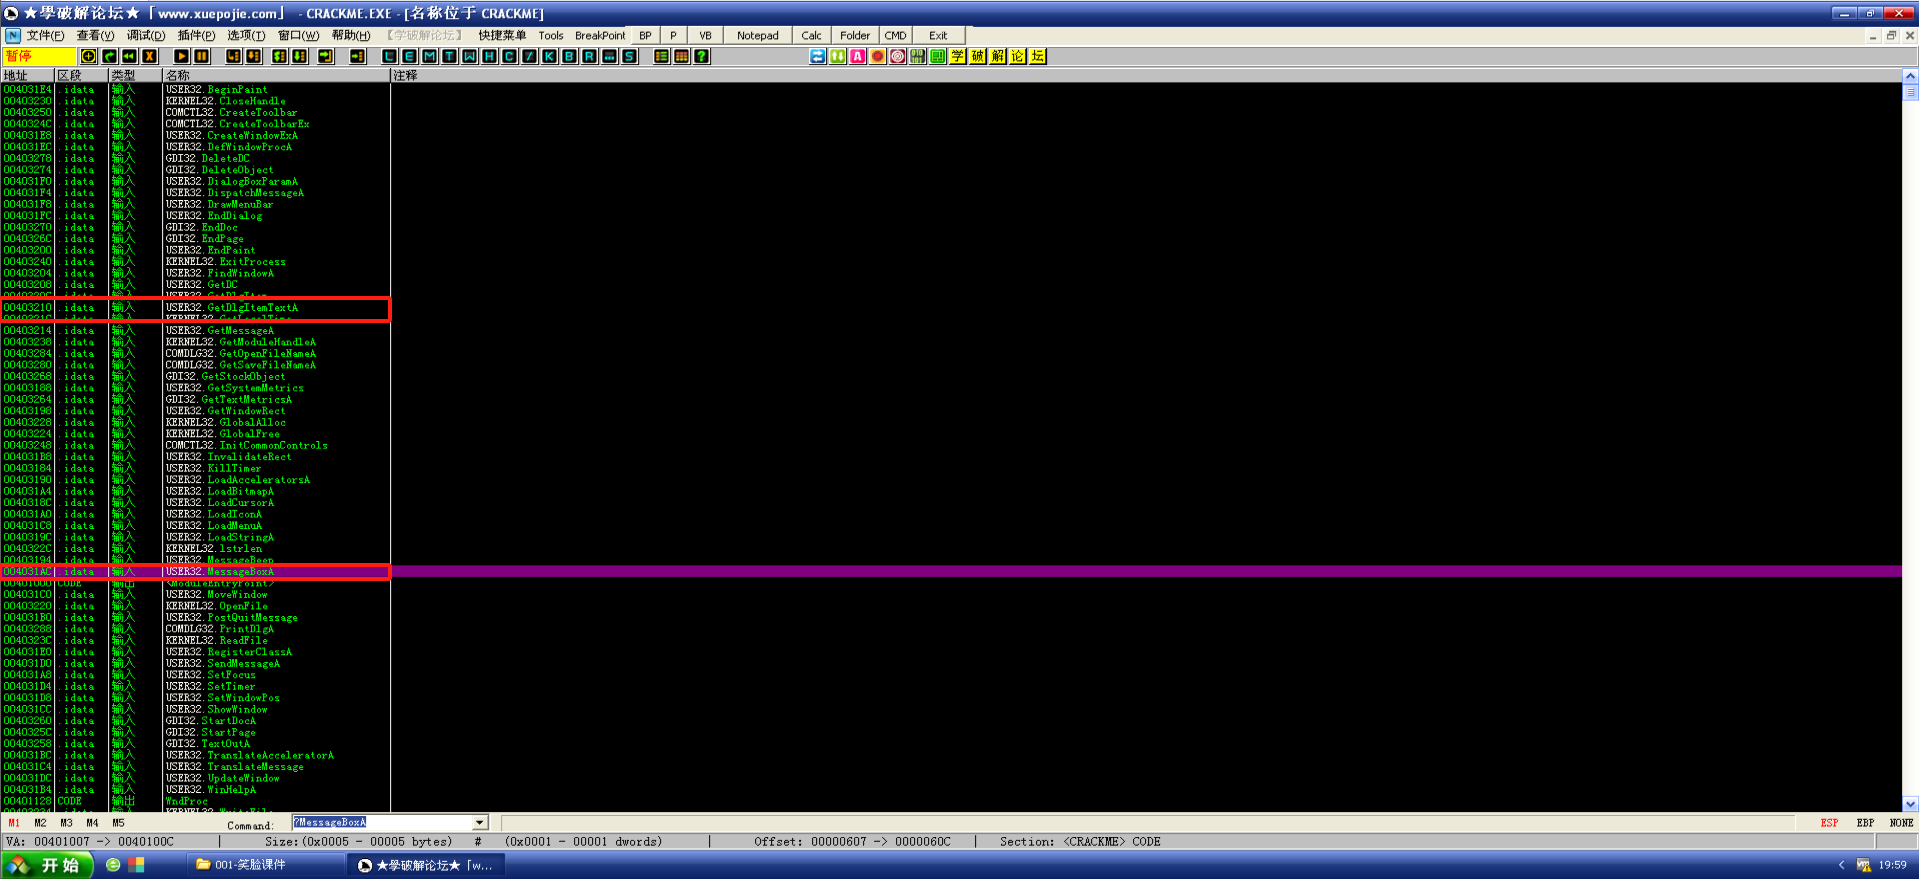 ★學破解论坛★「www.xuepojie.com」 - CRACKME.EXE - [名称位于 CRACKME]
文件(F) 查看(V) 调试(D) 插件(P) 选项(T) 窗口(W) 帮助(H) 【学破解论坛】 快捷菜单 Tools BreakPoint BP P VB Notepad Calc Folder CMD Exit
暂停 L E M T W H C / K B R ... S ? A 学 破 解 论 坛
地址 区段 类型 名称 注释
004031E4 .idata 输入 USER32.BeginPaint
00403230 .idata 输入 KERNEL32.CloseHandle
00403250 .idata 输入 COMCTL32.CreateToolbar
0040324C .idata 输入 COMCTL32.CreateToolbarEx
004031E8 .idata 输入 USER32.CreateWindowExA
004031EC .idata 输入 USER32.DefWindowProcA
00403278 .idata 输入 GDI32.DeleteDC
00403274 .idata 输入 GDI32.DeleteObject
004031F0 .idata 输入 USER32.DialogBoxParamA
004031F4 .idata 输入 USER32.DispatchMessageA
004031F8 .idata 输入 USER32.DrawMenuBar
004031FC .idata 输入 USER32.EndDialog
00403270 .idata 输入 GDI32.EndDoc
0040326C .idata 输入 GDI32.EndPage
00403200 .idata 输入 USER32.EndPaint
00403240 .idata 输入 KERNEL32.ExitProcess
00403204 .idata 输入 USER32.FindWindowA
00403208 .idata 输入 USER32.GetDC
0040320C .idata 输入 USER32.GetDlgItem
00403210 .idata 输入 USER32.GetDlgItemTextA
0040321C .idata 输入 KERNEL32.GetLocalTime
00403214 .idata 输入 USER32.GetMessageA
00403238 .idata 输入 KERNEL32.GetModuleHandleA
00403284 .idata 输入 COMDLG32.GetOpenFileNameA
00403280 .idata 输入 COMDLG32.GetSaveFileNameA
00403268 .idata 输入 GDI32.GetStockObject
00403188 .idata 输入 USER32.GetSystemMetrics
00403264 .idata 输入 GDI32.GetTextMetricsA
00403198 .idata 输入 USER32.GetWindowRect
00403228 .idata 输入 KERNEL32.GlobalAlloc
00403224 .idata 输入 KERNEL32.GlobalFree
00403248 .idata 输入 COMCTL32.InitCommonControls
004031B8 .idata 输入 USER32.InvalidateRect
00403184 .idata 输入 USER32.KillTimer
00403190 .idata 输入 USER32.LoadAcceleratorsA
004031A4 .idata 输入 USER32.LoadBitmapA
0040318C .idata 输入 USER32.LoadCursorA
004031A0 .idata 输入 USER32.LoadIconA
004031C8 .idata 输入 USER32.LoadMenuA
0040319C .idata 输入 USER32.LoadStringA
0040322C .idata 输入 KERNEL32.lstrlen
00403194 .idata 输入 USER32.MessageBeep
004031AC .idata 输入 USER32.MessageBoxA
00401000 CODE 输出 <ModuleEntryPoint>
004031C0 .idata 输入 USER32.MoveWindow
00403220 .idata 输入 KERNEL32.OpenFile
004031B0 .idata 输入 USER32.PostQuitMessage
00403288 .idata 输入 COMDLG32.PrintDlgA
0040323C .idata 输入 KERNEL32.ReadFile
004031E0 .idata 输入 USER32.RegisterClassA
004031D0 .idata 输入 USER32.SendMessageA
004031A8 .idata 输入 USER32.SetFocus
004031D4 .idata 输入 USER32.SetTimer
004031D8 .idata 输入 USER32.SetWindowPos
004031CC .idata 输入 USER32.ShowWindow
00403260 .idata 输入 GDI32.StartDocA
0040325C .idata 输入 GDI32.StartPage
00403258 .idata 输入 GDI32.TextOutA
004031BC .idata 输入 USER32.TranslateAcceleratorA
004031C4 .idata 输入 USER32.TranslateMessage
004031DC .idata 输入 USER32.UpdateWindow
004031B4 .idata 输入 USER32.WinHelpA
00401128 CODE 输出 WndProc
00403234 .idata 输入 KERNEL32.WriteFile
M1 M2 M3 M4 M5 Command: ?MessageBoxA ESP EBP NONE
VA: 00401007 -> 0040100C Size:(0x0005 - 00005 bytes) # (0x0001 - 00001 dwords) Offset: 00000607 -> 0000060C Section: <CRACKME> CODE
开始 001-笑脸课件 ★學破解论坛★「w... 19:59